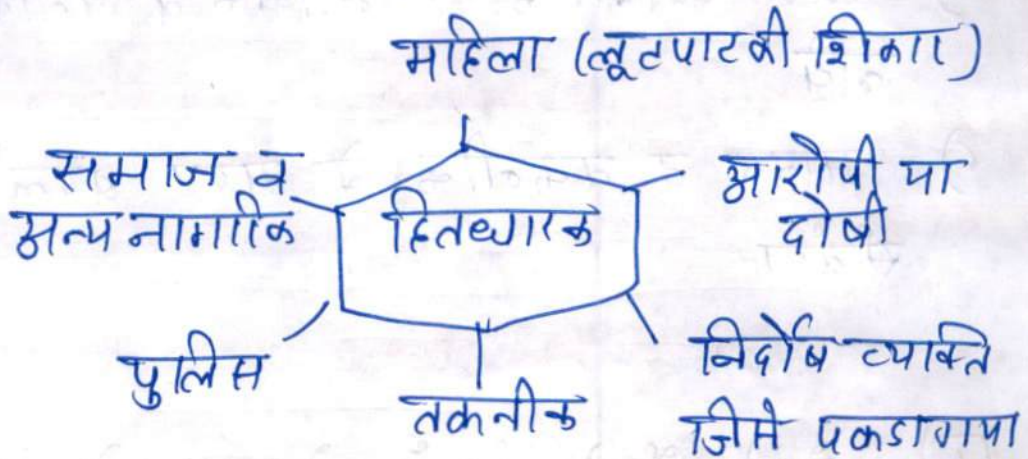 महिला (लूटपाट की शिकार)
समाज व
अन्य नागरिक
हितधारक
आरोपी या
दोषी
पुलिस
तकनीक
निर्दोष व्यक्ति
जिसे पकडा गया